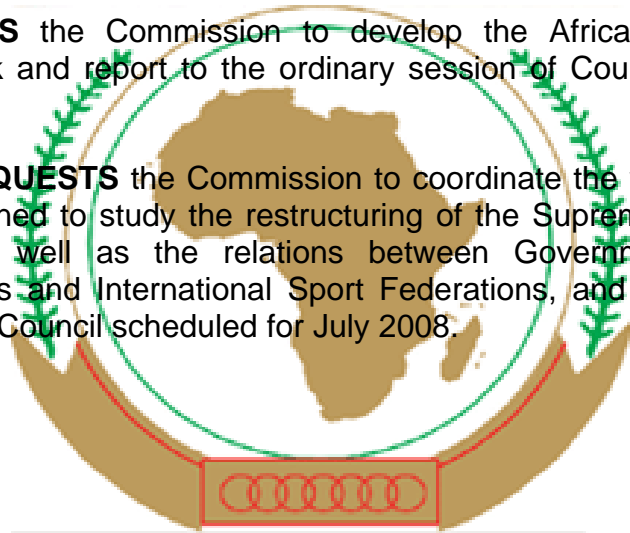 S the Commission to develop the Africa
k and report to the ordinary session of Cou
QUESTS the Commission to coordinate the
ned to study the restructuring of the Suprem
well as the relations between Governm
s and International Sport Federations, and
Council scheduled for July 2008.